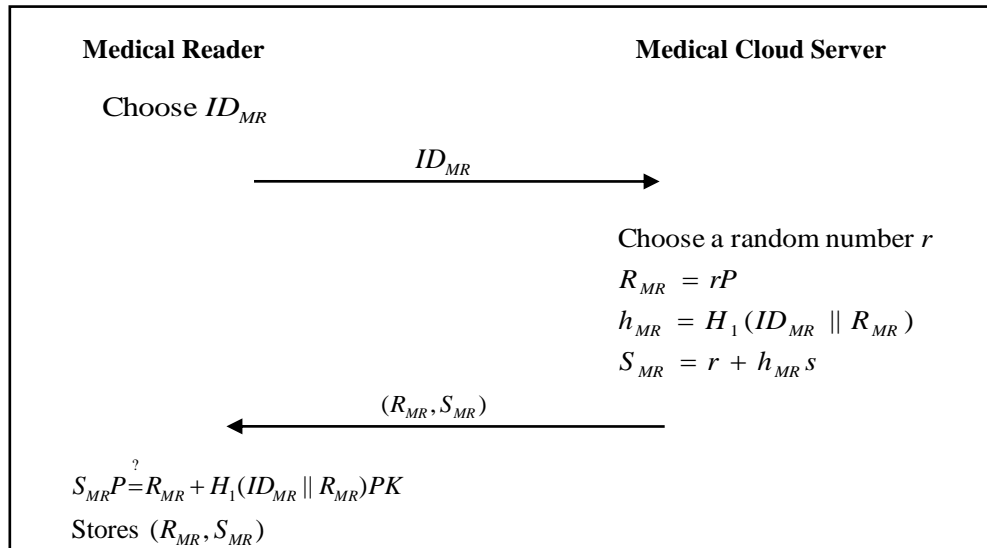 Medical Reader
Medical Cloud Server
Choose ID_MR
ID_MR
Choose a random number r
R_MR = rP
h_MR = H_1(ID_MR || R_MR)
S_MR = r + h_MR s
(R_MR, S_MR)
S_MR P ?= R_MR + H_1(ID_MR || R_MR)PK
Stores (R_MR, S_MR)